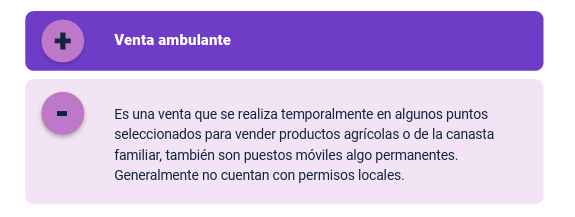 Venta ambulante
Es una venta que se realiza temporalmente en algunos puntos
seleccionados para vender productos agrícolas o de la canasta
familiar, también son puestos móviles algo permanentes.
Generalmente no cuentan con permisos locales.